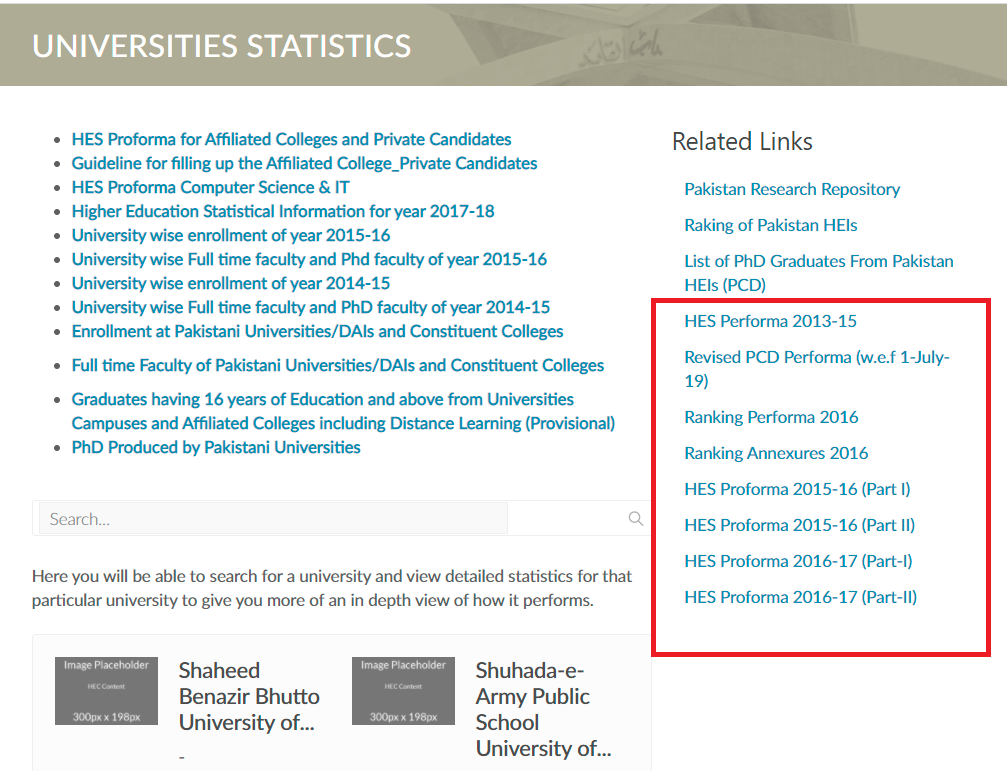 UNIVERSITIES STATISTICS
HES Proforma for Affiliated Colleges and Private Candidates
Guideline for filling up the Affiliated College_Private Candidates
HES Proforma Computer Science & IT
Higher Education Statistical Information for year 2017-18
University wise enrollment of year 2015-16
University wise Full time faculty and Phd faculty of year 2015-16
University wise enrollment of year 2014-15
University wise Full time faculty and PhD faculty of year 2014-15
Enrollment at Pakistani Universities/DAIs and Constituent Colleges
Full time Faculty of Pakistani Universities/DAIs and Constituent Colleges
Graduates having 16 years of Education and above from Universities
Campuses and Affiliated Colleges including Distance Learning (Provisional)
PhD Produced by Pakistani Universities
Search...
Here you will be able to search for a university and view detailed statistics for that
particular university to give you more of an in depth view of how it performs.
Image Placeholder
HEC Content
300px x 198px
Shaheed
Benazir Bhutto
University of...
-
Image Placeholder
HEC Content
300px x 198px
Shuhada-e-
Army Public
School
University of...
Related Links
Pakistan Research Repository
Raking of Pakistan HEIs
List of PhD Graduates From Pakistan
HEIs (PCD)
HES Performa 2013-15
Revised PCD Performa (w.e.f 1-July-
19)
Ranking Performa 2016
Ranking Annexures 2016
HES Proforma 2015-16 (Part I)
HES Proforma 2015-16 (Part II)
HES Proforma 2016-17 (Part-I)
HES Proforma 2016-17 (Part-II)